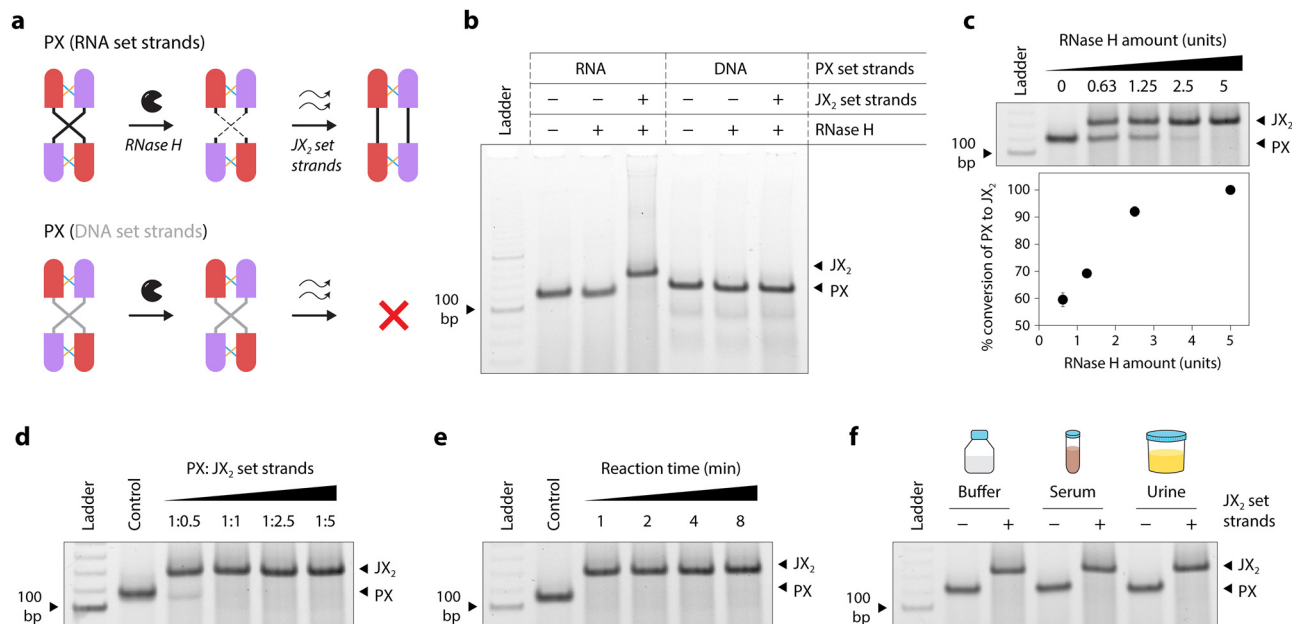 a
PX (RNA set strands)
RNase H
JX₂ set
strands
PX (DNA set strands)
b
Ladder
RNA DNA PX set strands
– – + – – + JX₂ set strands
– + + – + + RNase H
JX₂
PX
100
bp
c
RNase H amount (units)
Ladder
0 0.63 1.25 2.5 5
JX₂
PX
100
bp
% conversion of PX to JX₂
100
90
80
70
60
50
0 1 2 3 4 5
RNase H amount (units)
d
PX: JX₂ set strands
Ladder
Control
1:0.5 1:1 1:2.5 1:5
JX₂
PX
100
bp
e
Reaction time (min)
Ladder
Control
1 2 4 8
JX₂
PX
100
bp
f
Ladder
Buffer Serum Urine
– + – + – + JX₂ set
strands
JX₂
PX
100
bp